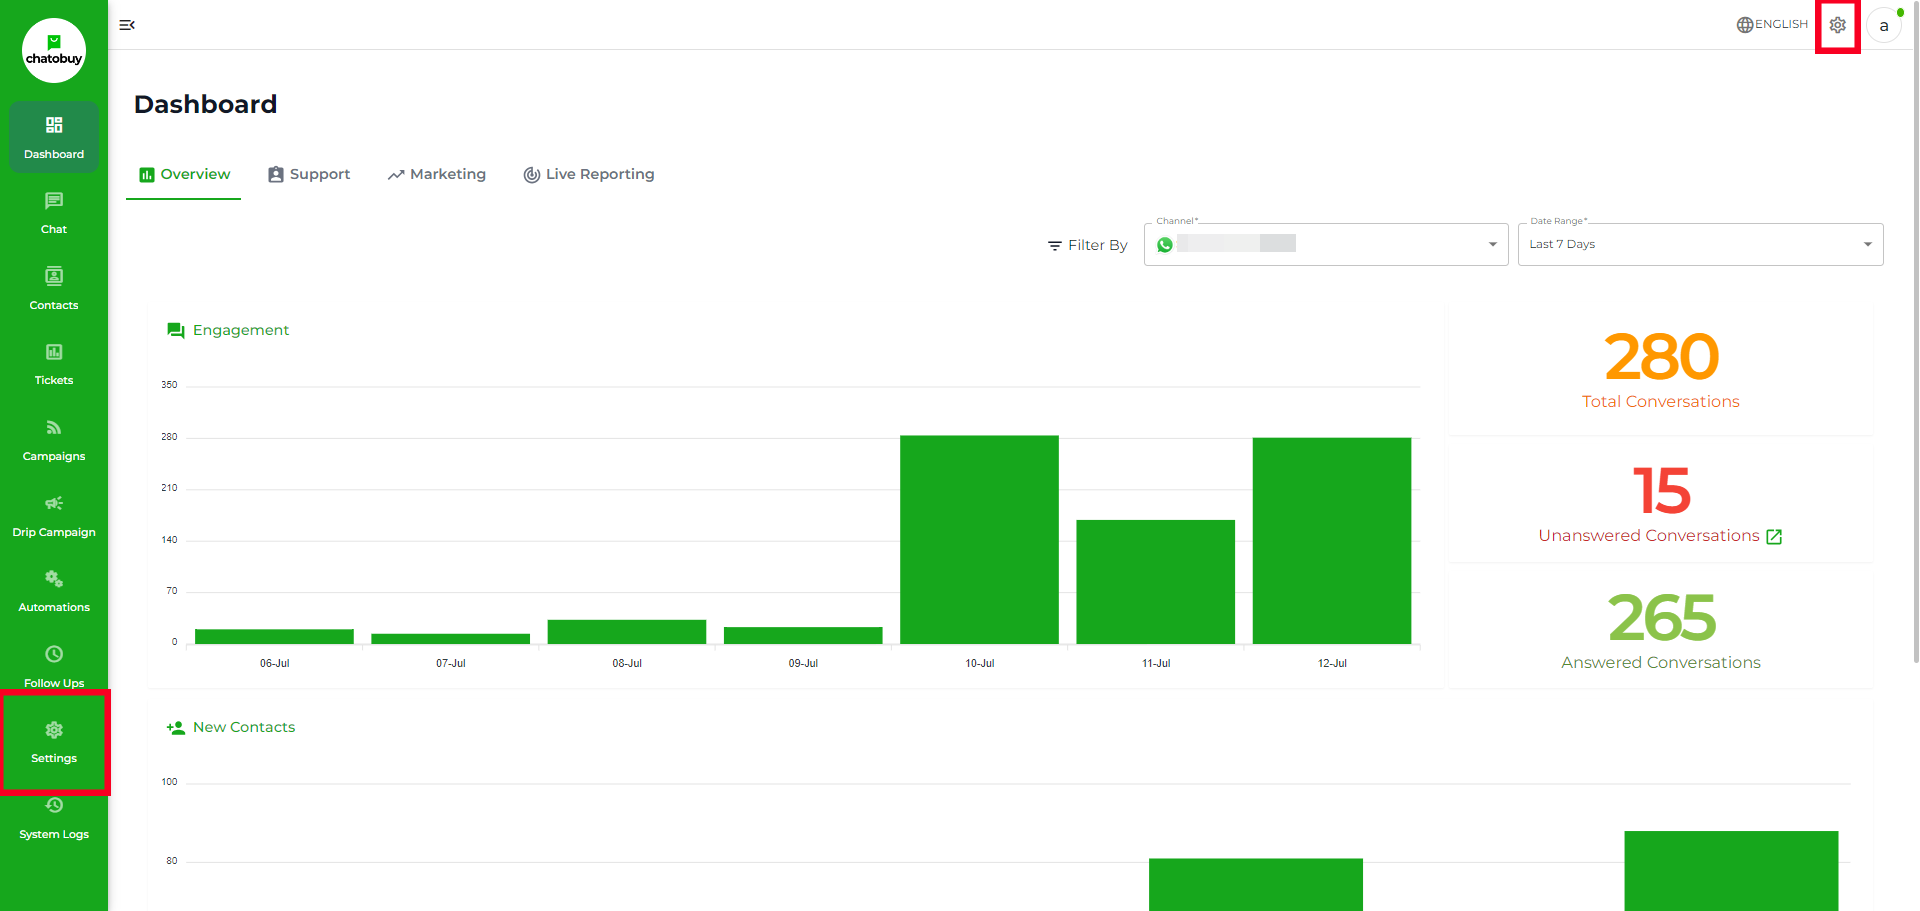 chatobuy
Dashboard
Chat
Contacts
Tickets
Campaigns
Drip Campaign
Automations
Follow Ups
Settings
System Logs
ENGLISH
a
Dashboard
Overview Support Marketing Live Reporting
Filter By
Channel*
Date Range*
Last 7 Days
Engagement
350
280
210
140
70
0
06-Jul 07-Jul 08-Jul 09-Jul 10-Jul 11-Jul 12-Jul
280
Total Conversations
15
Unanswered Conversations
265
Answered Conversations
New Contacts
100
80